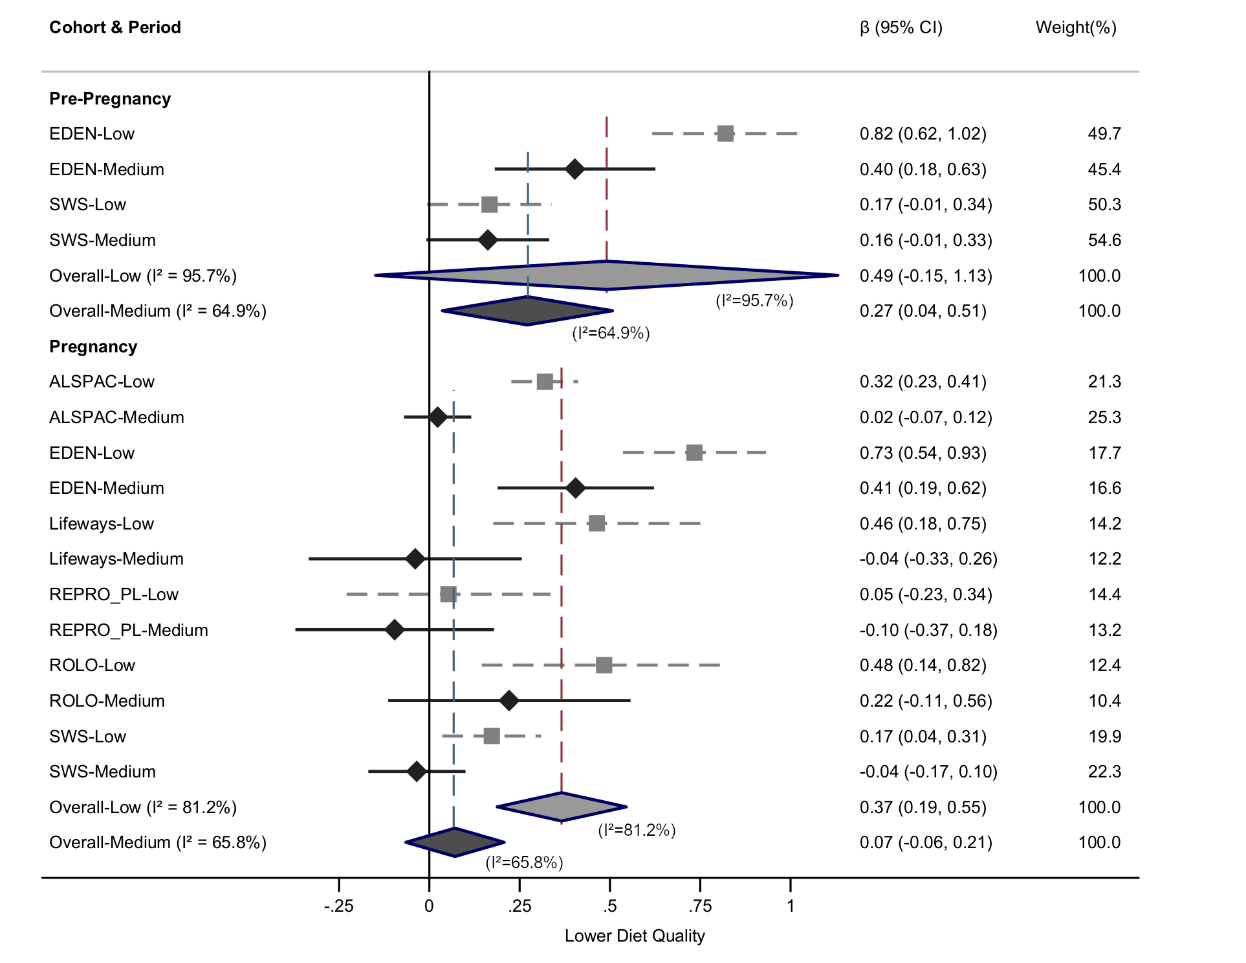 Cohort & Period β (95% CI) Weight(%)
Pre-Pregnancy
EDEN-Low 0.82 (0.62, 1.02) 49.7
EDEN-Medium 0.40 (0.18, 0.63) 45.4
SWS-Low 0.17 (-0.01, 0.34) 50.3
SWS-Medium 0.16 (-0.01, 0.33) 54.6
Overall-Low (I² = 95.7%) 0.49 (-0.15, 1.13) 100.0
(I²=95.7%)
Overall-Medium (I² = 64.9%) 0.27 (0.04, 0.51) 100.0
(I²=64.9%)
Pregnancy
ALSPAC-Low 0.32 (0.23, 0.41) 21.3
ALSPAC-Medium 0.02 (-0.07, 0.12) 25.3
EDEN-Low 0.73 (0.54, 0.93) 17.7
EDEN-Medium 0.41 (0.19, 0.62) 16.6
Lifeways-Low 0.46 (0.18, 0.75) 14.2
Lifeways-Medium -0.04 (-0.33, 0.26) 12.2
REPRO_PL-Low 0.05 (-0.23, 0.34) 14.4
REPRO_PL-Medium -0.10 (-0.37, 0.18) 13.2
ROLO-Low 0.48 (0.14, 0.82) 12.4
ROLO-Medium 0.22 (-0.11, 0.56) 10.4
SWS-Low 0.17 (0.04, 0.31) 19.9
SWS-Medium -0.04 (-0.17, 0.10) 22.3
Overall-Low (I² = 81.2%) 0.37 (0.19, 0.55) 100.0
(I²=81.2%)
Overall-Medium (I² = 65.8%) 0.07 (-0.06, 0.21) 100.0
(I²=65.8%)
-.25 0 .25 .5 .75 1
Lower Diet Quality